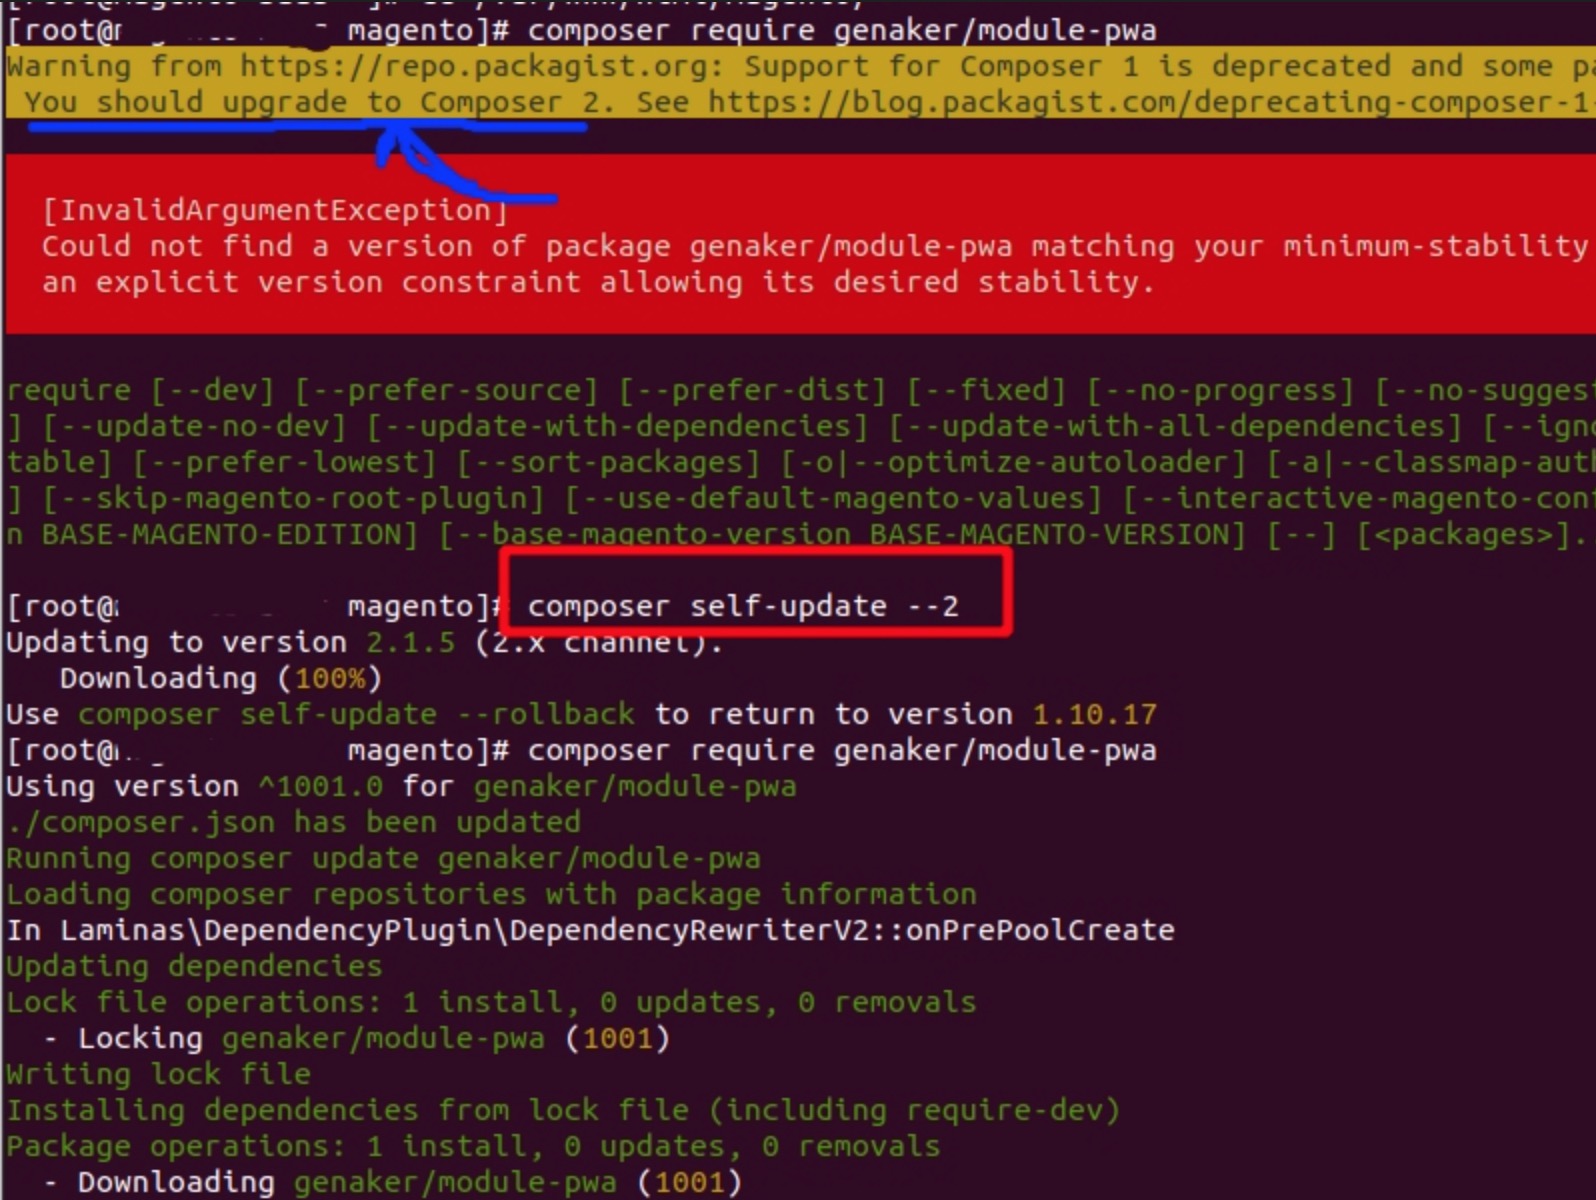 [root@ magento]# composer require genaker/module-pwa
Warning from https://repo.packagist.org: Support for Composer 1 is deprecated and some
You should upgrade to Composer 2. See https://blog.packagist.com/deprecating-composer-1-
[InvalidArgumentException]
Could not find a version of package genaker/module-pwa matching your minimum-stability
an explicit version constraint allowing its desired stability.
require [--dev] [--prefer-source] [--prefer-dist] [--fixed] [--no-progress] [--no-sugges
] [--update-no-dev] [--update-with-dependencies] [--update-with-all-dependencies] [--ign
table] [--prefer-lowest] [--sort-packages] [-o|--optimize-autoloader] [-a|--classmap-aut
] [--skip-magento-root-plugin] [--use-default-magento-values] [--interactive-magento-con
n BASE-MAGENTO-EDITION] [--base-magento-version BASE-MAGENTO-VERSION] [--] [<packages>]..
[root@ magento]# composer self-update --2
Updating to version 2.1.5 (2.x channel).
Downloading (100%)
Use composer self-update --rollback to return to version 1.10.17
[root@ magento]# composer require genaker/module-pwa
Using version ^1001.0 for genaker/module-pwa
./composer.json has been updated
Running composer update genaker/module-pwa
Loading composer repositories with package information
In Laminas\DependencyPlugin\DependencyRewriterV2::onPrePoolCreate
Updating dependencies
Lock file operations: 1 install, 0 updates, 0 removals
- Locking genaker/module-pwa (1001)
Writing lock file
Installing dependencies from lock file (including require-dev)
Package operations: 1 install, 0 updates, 0 removals
- Downloading genaker/module-pwa (1001)